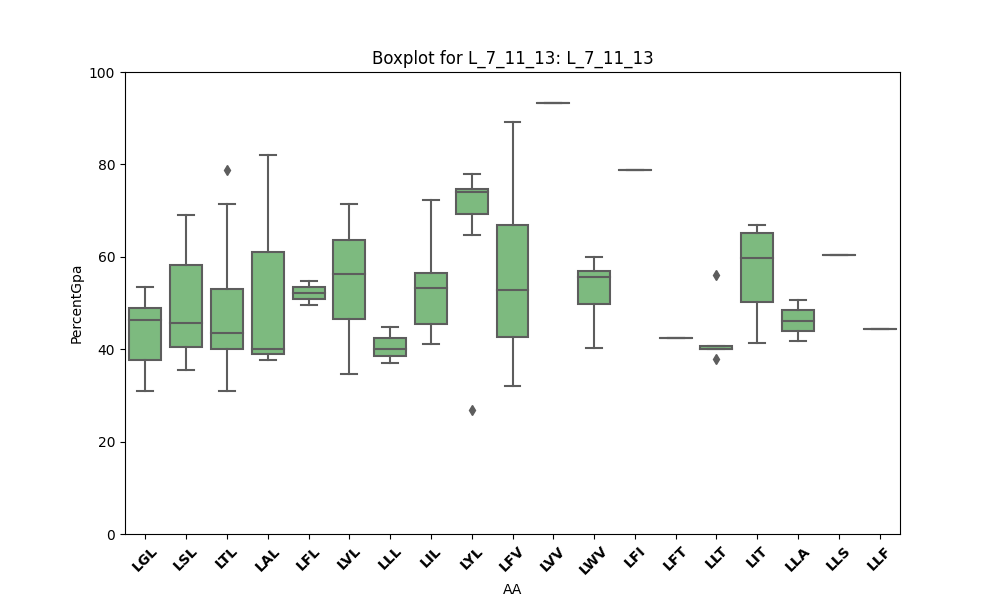 Boxplot for L_7_11_13: L_7_11_13
100
80
60
40
20
0
PercentGpa
LGL LSL LTL LAL LFL LVL LLL LIL LYL LFV LVV LWV LFI LFT LLT LIT LLA LLS LLF
AA